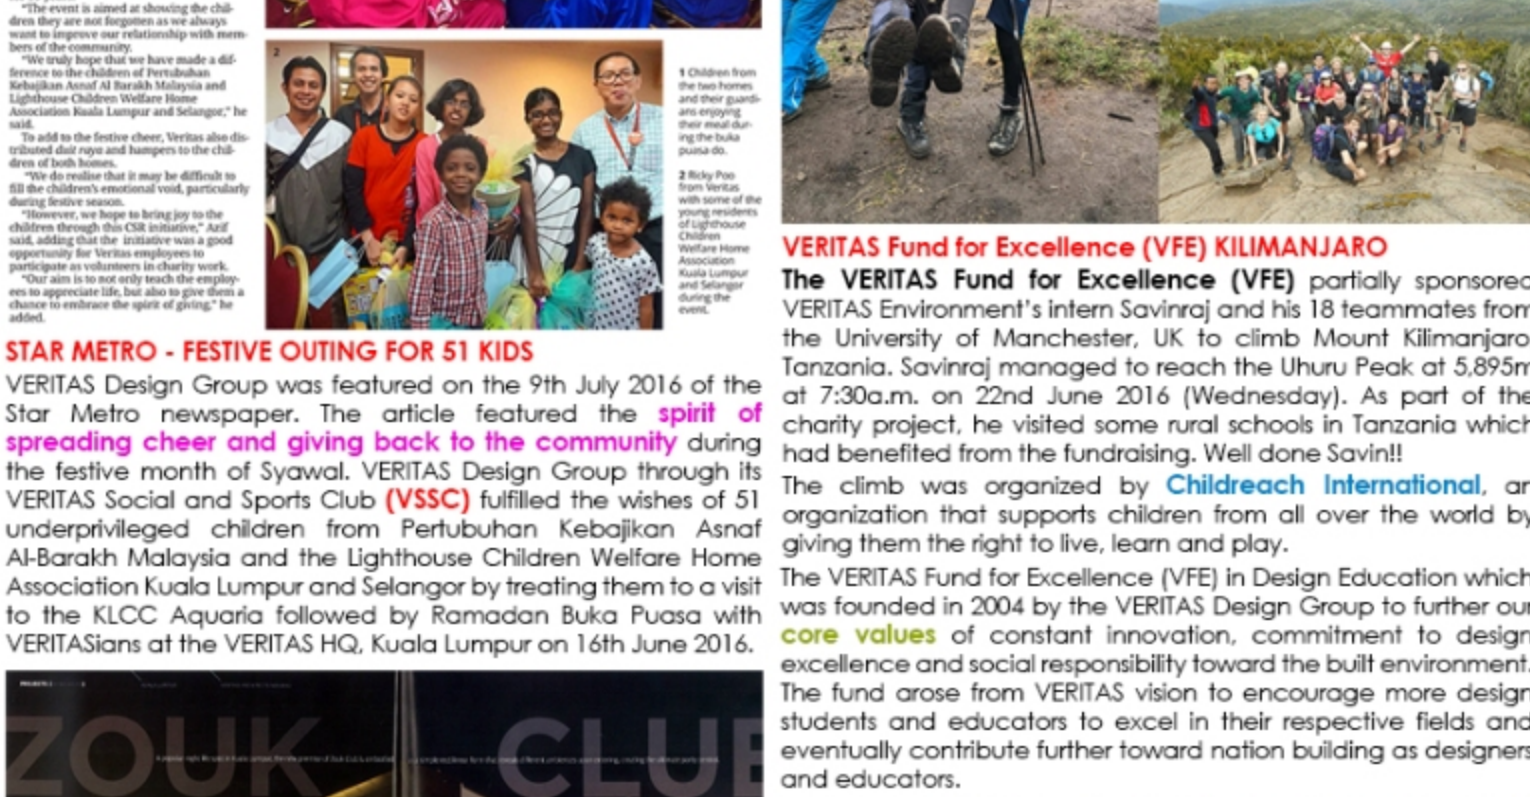 "The event is aimed at showing the chil-
dren they are not forgotten as we always
want to improve our relationship with mem-
bers of the community.
"We truly hope that we have made a dif-
ference to the children of Pertubuhan
Kebajikan Asnaf Al Barakh Malaysia and
Lighthouse Children Welfare Home
Association Kuala Lumpur and Selangor," he
said.
To add to the festive cheer, Veritas also dis-
tributed duit raya and hampers to the chil-
dren of both homes.
"We do realise that it may be difficult to
fill the children's emotional void, particularly
during festive season.
"However, we hope to bring joy to the
children through this CSR initiative," Arif
said, adding that the initiative was a good
opportunity for Veritas employees to
participate as volunteers in charity work.
"Our aim is to not only teach the employ-
ees to appreciate life, but also to give them a
chance to embrace the spirit of giving," he
added.
2
1 Children from
the two homes
and their guardi-
ans enjoying
their meal dur-
ing the buka
puasa do.
2 Ricky Poo
from Veritas
with some of the
young residents
of Lighthouse
Children
Welfare Home
Association
Kuala Lumpur
and Selangor
during the
event.
STAR METRO - FESTIVE OUTING FOR 51 KIDS
VERITAS Design Group was featured on the 9th July 2016 of the
Star Metro newspaper. The article featured the spirit of
spreading cheer and giving back to the community during
the festive month of Syawal. VERITAS Design Group through its
VERITAS Social and Sports Club (VSSC) fulfilled the wishes of 51
underprivileged children from Pertubuhan Kebajikan Asnaf
Al-Barakh Malaysia and the Lighthouse Children Welfare Home
Association Kuala Lumpur and Selangor by treating them to a visit
to the KLCC Aquaria followed by Ramadan Buka Puasa with
VERITASians at the VERITAS HQ, Kuala Lumpur on 16th June 2016.
ZOUK CLUB
VERITAS Fund for Excellence (VFE) KILIMANJARO
The VERITAS Fund for Excellence (VFE) partially sponsored
VERITAS Environment's intern Savinraj and his 18 teammates from
the University of Manchester, UK to climb Mount Kilimanjaro
Tanzania. Savinraj managed to reach the Uhuru Peak at 5,895m
at 7:30a.m. on 22nd June 2016 (Wednesday). As part of the
charity project, he visited some rural schools in Tanzania which
had benefited from the fundraising. Well done Savin!!
The climb was organized by Childreach International, an
organization that supports children from all over the world by
giving them the right to live, learn and play.
The VERITAS Fund for Excellence (VFE) in Design Education which
was founded in 2004 by the VERITAS Design Group to further our
core values of constant innovation, commitment to design
excellence and social responsibility toward the built environment.
The fund arose from VERITAS vision to encourage more design
students and educators to excel in their respective fields and
eventually contribute further toward nation building as designers
and educators.